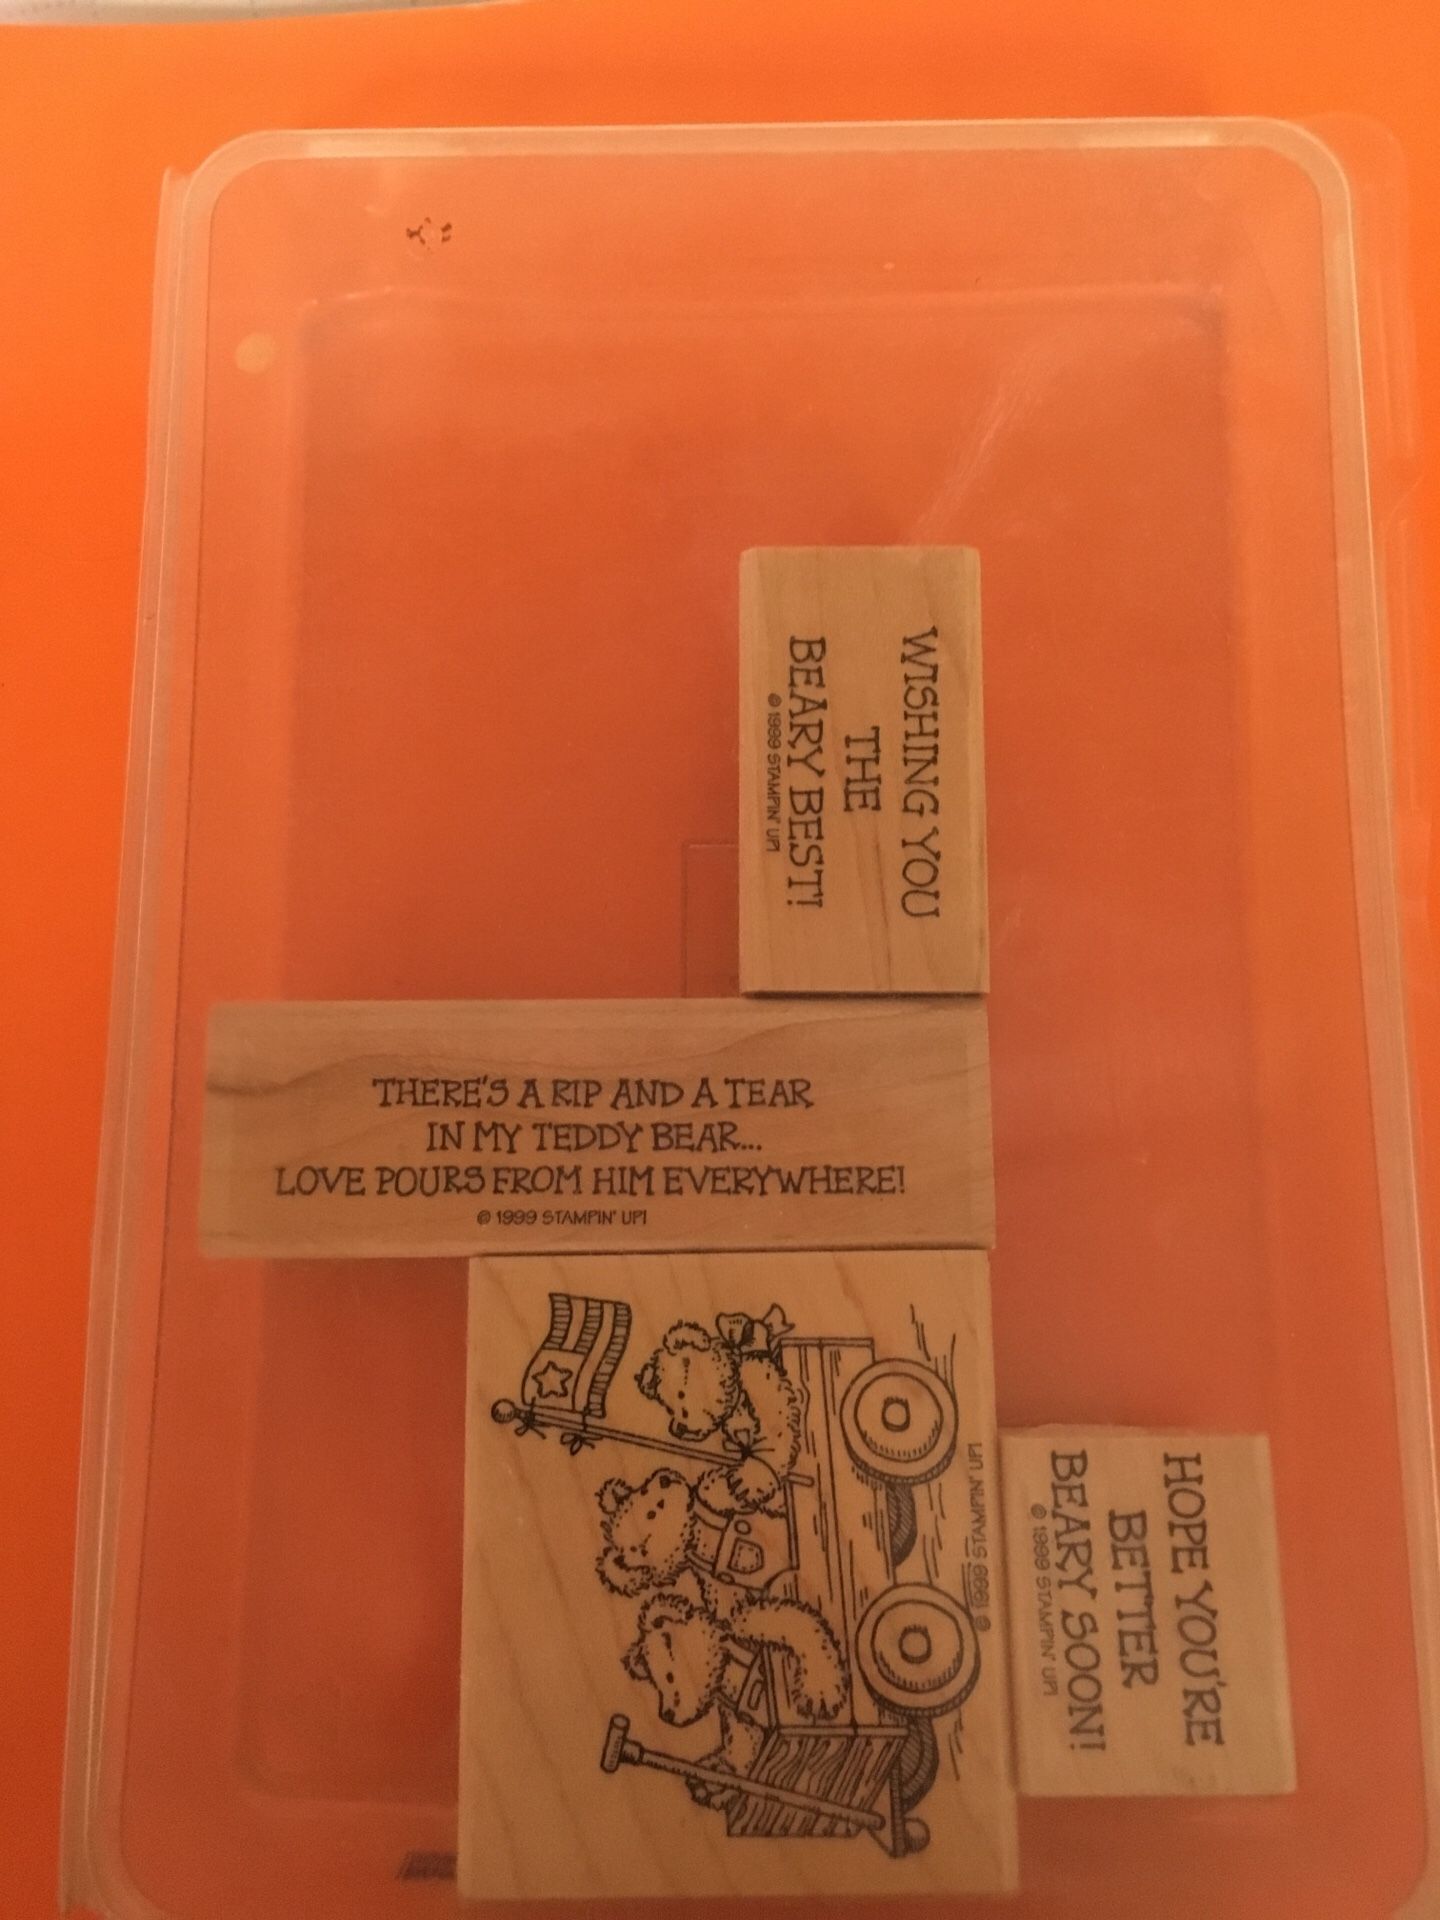 WISHING YOU
THE
BEARY BEST!
© 1999 STAMPIN' UP!
THERE'S A RIP AND A TEAR
IN MY TEDDY BEAR...
LOVE POURS FROM HIM EVERYWHERE!
© 1999 STAMPIN' UP!
© 1999 STAMPIN' UP!
HOPE YOU'RE
BETTER
BEARY SOON!
© 1999 STAMPIN' UP!